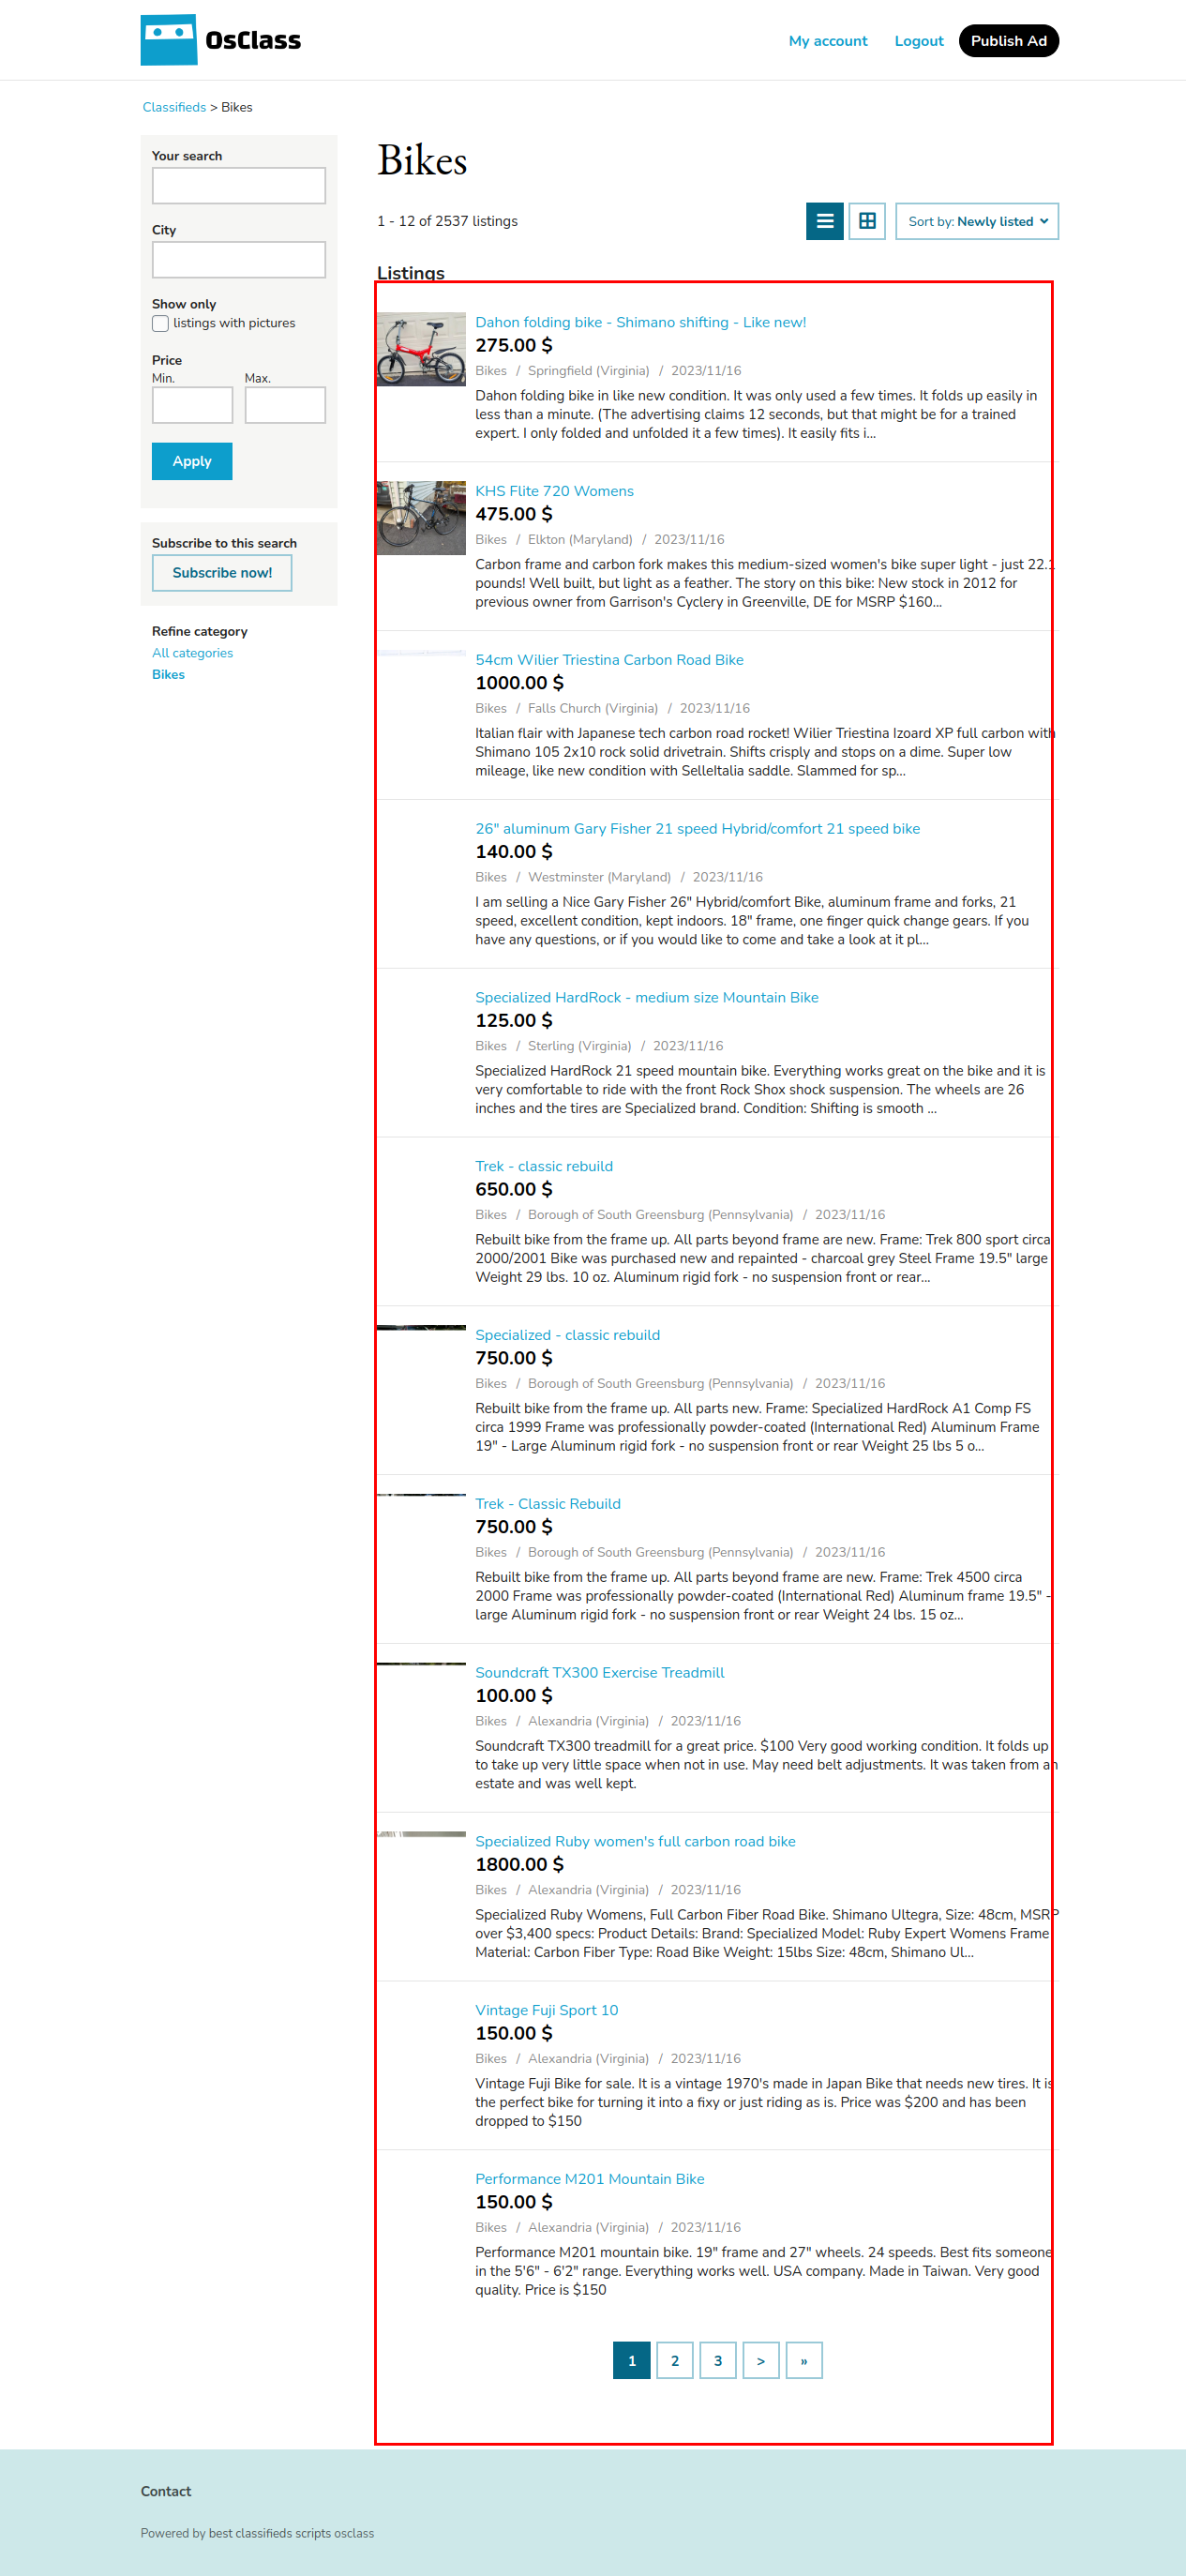 OsClass
My account Logout Publish Ad
Classifieds > Bikes
Your search
City
Show only
listings with pictures
Price
Min. Max.
Apply
Subscribe to this search
Subscribe now!
Refine category
All categories
Bikes
Bikes
1 - 12 of 2537 listings
Sort by: Newly listed
Listings
Dahon folding bike - Shimano shifting - Like new!
275.00 $
Bikes / Springfield (Virginia) / 2023/11/16
Dahon folding bike in like new condition. It was only used a few times. It folds up easily in
less than a minute. (The advertising claims 12 seconds, but that might be for a trained
expert. I only folded and unfolded it a few times). It easily fits i...
KHS Flite 720 Womens
475.00 $
Bikes / Elkton (Maryland) / 2023/11/16
Carbon frame and carbon fork makes this medium-sized women's bike super light - just 22.1
pounds! Well built, but light as a feather. The story on this bike: New stock in 2012 for
previous owner from Garrison's Cyclery in Greenville, DE for MSRP $160...
54cm Wilier Triestina Carbon Road Bike
1000.00 $
Bikes / Falls Church (Virginia) / 2023/11/16
Italian flair with Japanese tech carbon road rocket! Wilier Triestina Izoard XP full carbon with
Shimano 105 2x10 rock solid drivetrain. Shifts crisply and stops on a dime. Super low
mileage, like new condition with SelleItalia saddle. Slammed for sp...
26" aluminum Gary Fisher 21 speed Hybrid/comfort 21 speed bike
140.00 $
Bikes / Westminster (Maryland) / 2023/11/16
I am selling a Nice Gary Fisher 26" Hybrid/comfort Bike, aluminum frame and forks, 21
speed, excellent condition, kept indoors. 18" frame, one finger quick change gears. If you
have any questions, or if you would like to come and take a look at it pl...
Specialized HardRock - medium size Mountain Bike
125.00 $
Bikes / Sterling (Virginia) / 2023/11/16
Specialized HardRock 21 speed mountain bike. Everything works great on the bike and it is
very comfortable to ride with the front Rock Shox shock suspension. The wheels are 26
inches and the tires are Specialized brand. Condition: Shifting is smooth ...
Trek - classic rebuild
650.00 $
Bikes / Borough of South Greensburg (Pennsylvania) / 2023/11/16
Rebuilt bike from the frame up. All parts beyond frame are new. Frame: Trek 800 sport circa
2000/2001 Bike was purchased new and repainted - charcoal grey Steel Frame 19.5" large
Weight 29 lbs. 10 oz. Aluminum rigid fork - no suspension front or rear...
Specialized - classic rebuild
750.00 $
Bikes / Borough of South Greensburg (Pennsylvania) / 2023/11/16
Rebuilt bike from the frame up. All parts new. Frame: Specialized HardRock A1 Comp FS
circa 1999 Frame was professionally powder-coated (International Red) Aluminum Frame
19" - Large Aluminum rigid fork - no suspension front or rear Weight 25 lbs 5 o...
Trek - Classic Rebuild
750.00 $
Bikes / Borough of South Greensburg (Pennsylvania) / 2023/11/16
Rebuilt bike from the frame up. All parts beyond frame are new. Frame: Trek 4500 circa
2000 Frame was professionally powder-coated (International Red) Aluminum frame 19.5" -
large Aluminum rigid fork - no suspension front or rear Weight 24 lbs. 15 oz...
Soundcraft TX300 Exercise Treadmill
100.00 $
Bikes / Alexandria (Virginia) / 2023/11/16
Soundcraft TX300 treadmill for a great price. $100 Very good working condition. It folds up
to take up very little space when not in use. May need belt adjustments. It was taken from an
estate and was well kept.
Specialized Ruby women's full carbon road bike
1800.00 $
Bikes / Alexandria (Virginia) / 2023/11/16
Specialized Ruby Womens, Full Carbon Fiber Road Bike. Shimano Ultegra, Size: 48cm, MSRP
over $3,400 specs: Product Details: Brand: Specialized Model: Ruby Expert Womens Frame
Material: Carbon Fiber Type: Road Bike Weight: 15lbs Size: 48cm, Shimano Ul...
Vintage Fuji Sport 10
150.00 $
Bikes / Alexandria (Virginia) / 2023/11/16
Vintage Fuji Bike for sale. It is a vintage 1970's made in Japan Bike that needs new tires. It is
the perfect bike for turning it into a fixy or just riding as is. Price was $200 and has been
dropped to $150
Performance M201 Mountain Bike
150.00 $
Bikes / Alexandria (Virginia) / 2023/11/16
Performance M201 mountain bike. 19" frame and 27" wheels. 24 speeds. Best fits someone
in the 5'6" - 6'2" range. Everything works well. USA company. Made in Taiwan. Very good
quality. Price is $150
1 2 3 > »
Contact
Powered by best classifieds scripts osclass